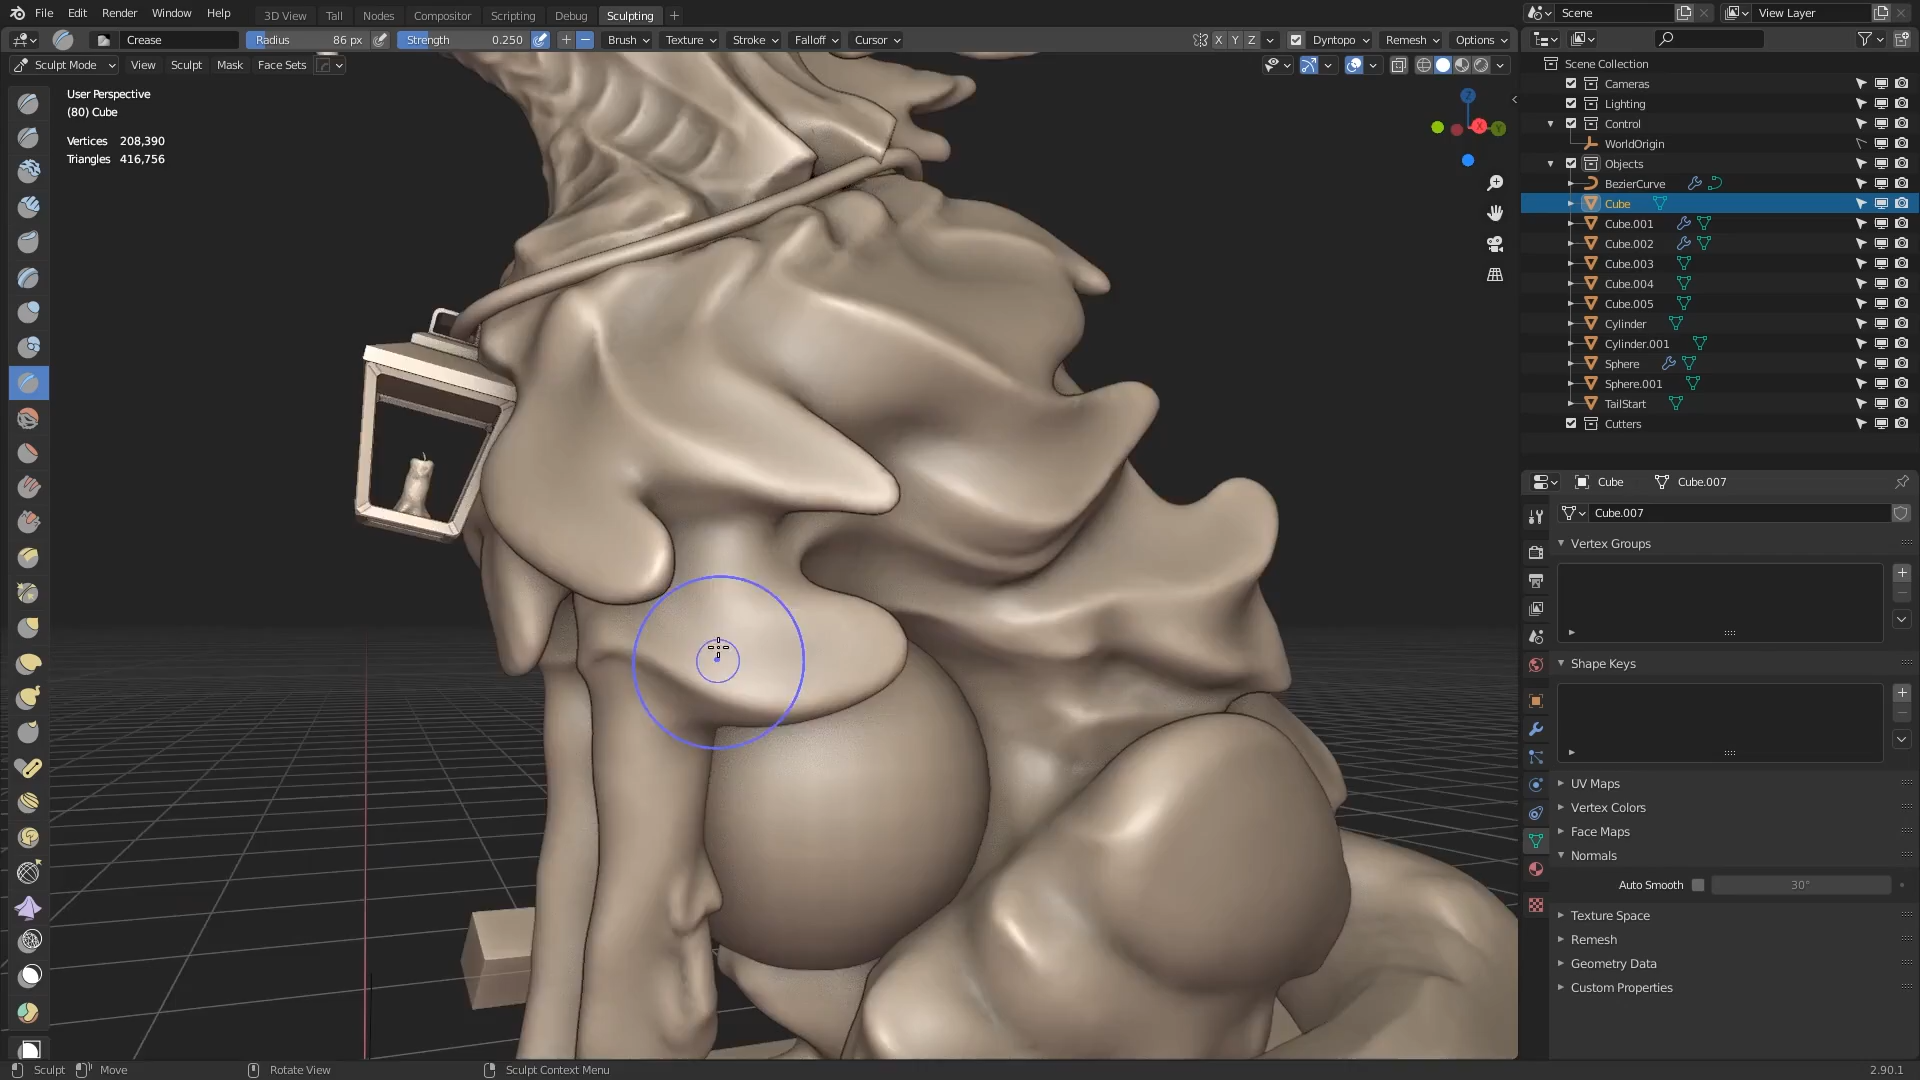 File Edit Render Window Help 3D View Tall Nodes Compositor Scripting Debug Sculpting Scene View Layer
Crease Radius 86 px Strength 0.250 Brush Texture Stroke Falloff Cursor X Y Z Dyntopo Remesh Options
Sculpt Mode View Sculpt Mask Face Sets
User Perspective
(80) Cube
Vertices 208,390
Triangles 416,756
Z
X
Y
Scene Collection
Cameras
Lighting
Control
WorldOrigin
Objects
BezierCurve
Cube
Cube.001
Cube.002
Cube.003
Cube.004
Cube.005
Cylinder
Cylinder.001
Sphere
Sphere.001
TailStart
Cutters
Cube Cube.007
Cube.007
Vertex Groups
Shape Keys
UV Maps
Vertex Colors
Face Maps
Normals
Auto Smooth 30°
Texture Space
Remesh
Geometry Data
Custom Properties
Sculpt Move Rotate View Sculpt Context Menu 2.90.1